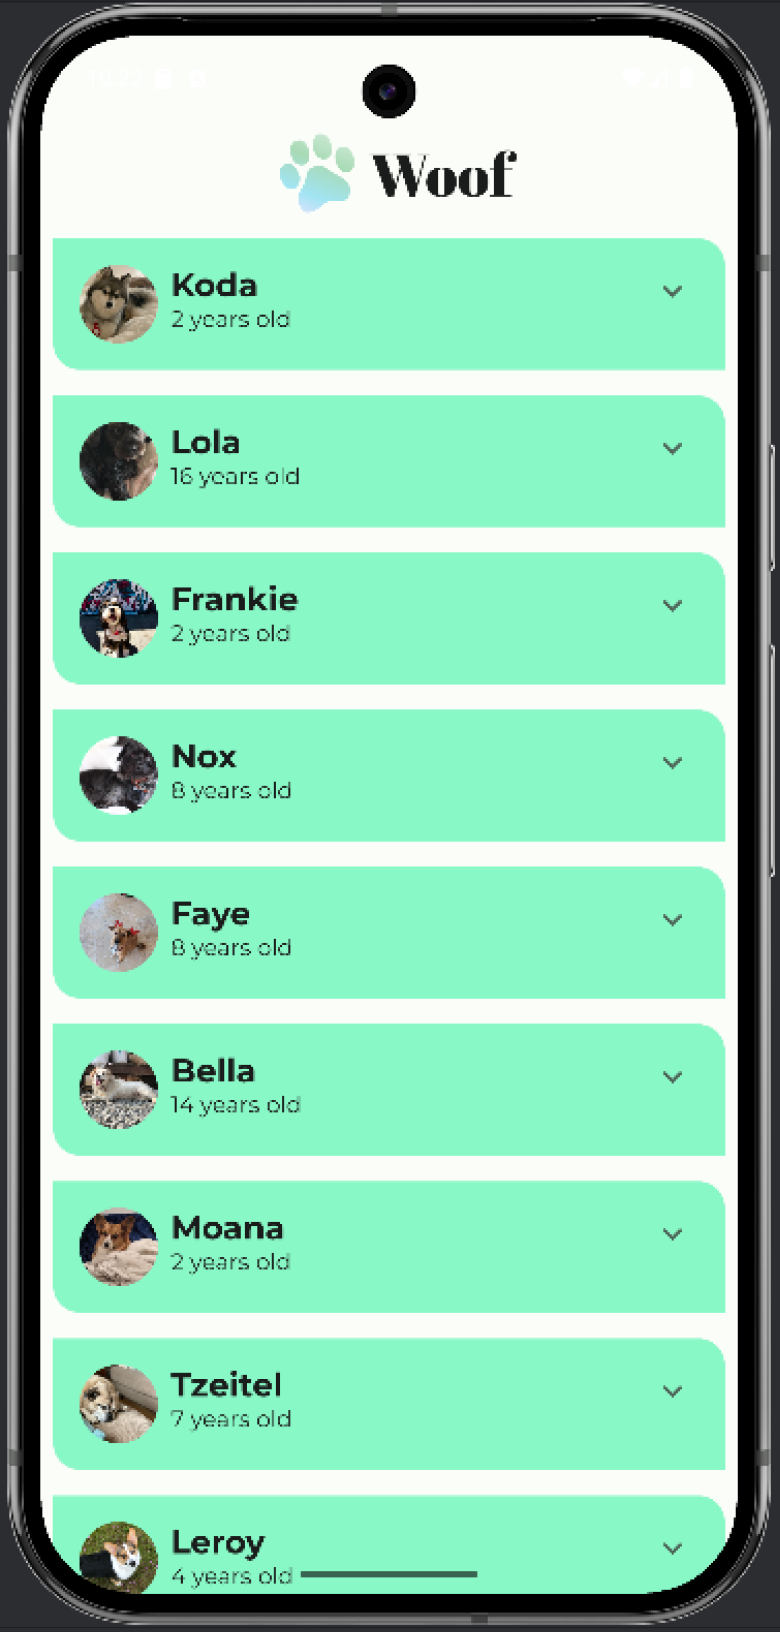 Woof
Koda
2 years old
Lola
16 years old
Frankie
2 years old
Nox
8 years old
Faye
8 years old
Bella
14 years old
Moana
2 years old
Tzeitel
7 years old
Leroy
4 years old